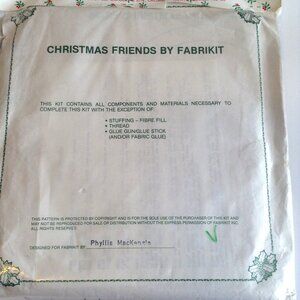 CHRISTMAS FRIENDS BY FABRIKIT
THIS KIT CONTAINS ALL COMPONENTS AND MATERIALS NECESSARY TO
COMPLETE THIS KIT WITH THE EXCEPTION OF:
• STUFFING - FIBRE FILL
• THREAD
• GLUE GUN/GLUE STICK
(AND/OR FABRIC GLUE)
THIS PATTERN IS PROTECTED BY COPYRIGHT AND IS FOR THE SOLE USE OF THE PURCHASER OF THIS KIT AND
MAY NOT BE REPRODUCED FOR SALE OR DISTRIBUTION WITHOUT THE EXPRESS PERMISSION OF FABRIKIT INC.
ALL RIGHTS RESERVED
DESIGNED FOR FABRIKIT BY Phyllis MacKenzie